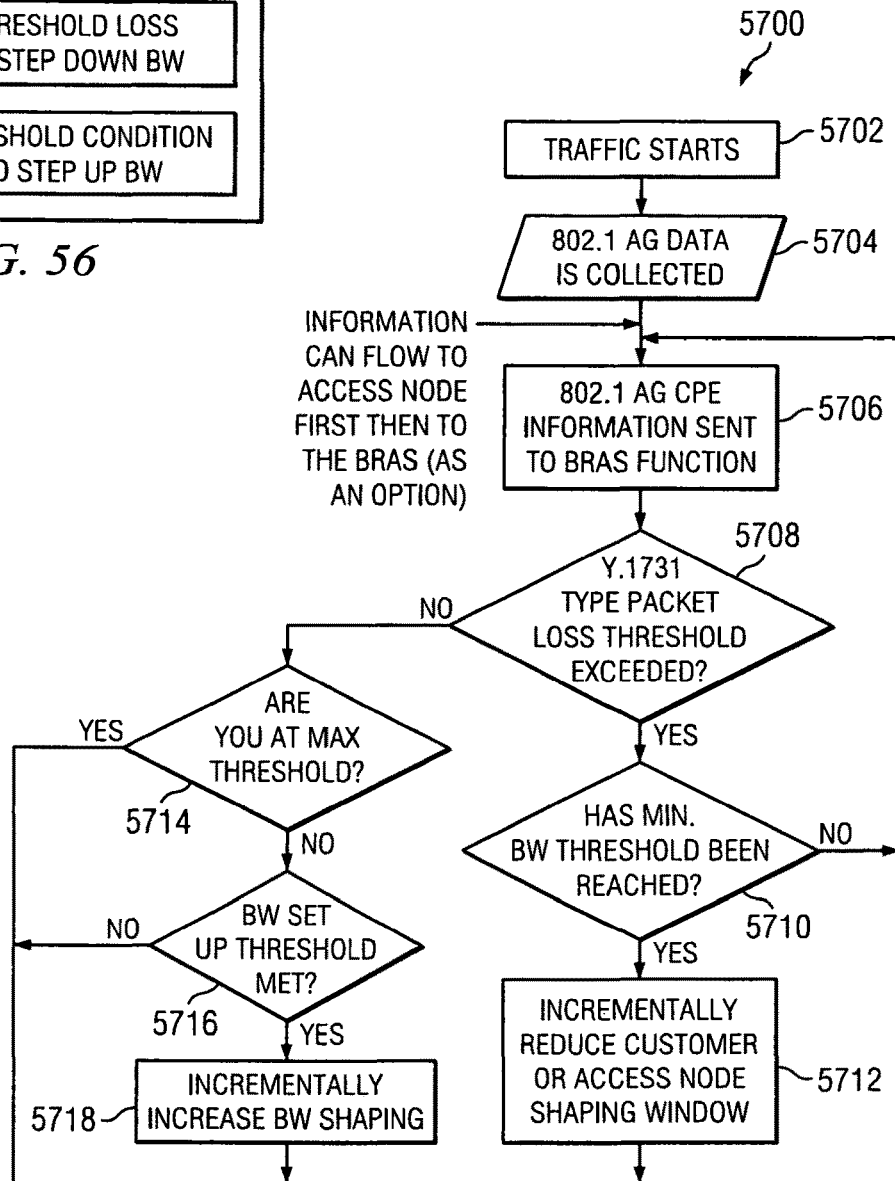 RESHOLD LOSS
STEP DOWN BW
SHOLD CONDITION
STEP UP BW
G. 56
5700
TRAFFIC STARTS
5702
802.1 AG DATA
IS COLLECTED
5704
INFORMATION
CAN FLOW TO
ACCESS NODE
FIRST THEN TO
THE BRAS (AS
AN OPTION)
802.1 AG CPE
INFORMATION SENT
TO BRAS FUNCTION
5706
Y.1731
TYPE PACKET
LOSS THRESHOLD
EXCEEDED?
5708
NO
YES
ARE
YOU AT MAX
THRESHOLD?
5714
YES
NO
HAS MIN.
BW THRESHOLD BEEN
REACHED?
5710
NO
YES
BW SET
UP THRESHOLD
MET?
5716
NO
YES
INCREMENTALLY
REDUCE CUSTOMER
OR ACCESS NODE
SHAPING WINDOW
5712
INCREMENTALLY
INCREASE BW SHAPING
5718